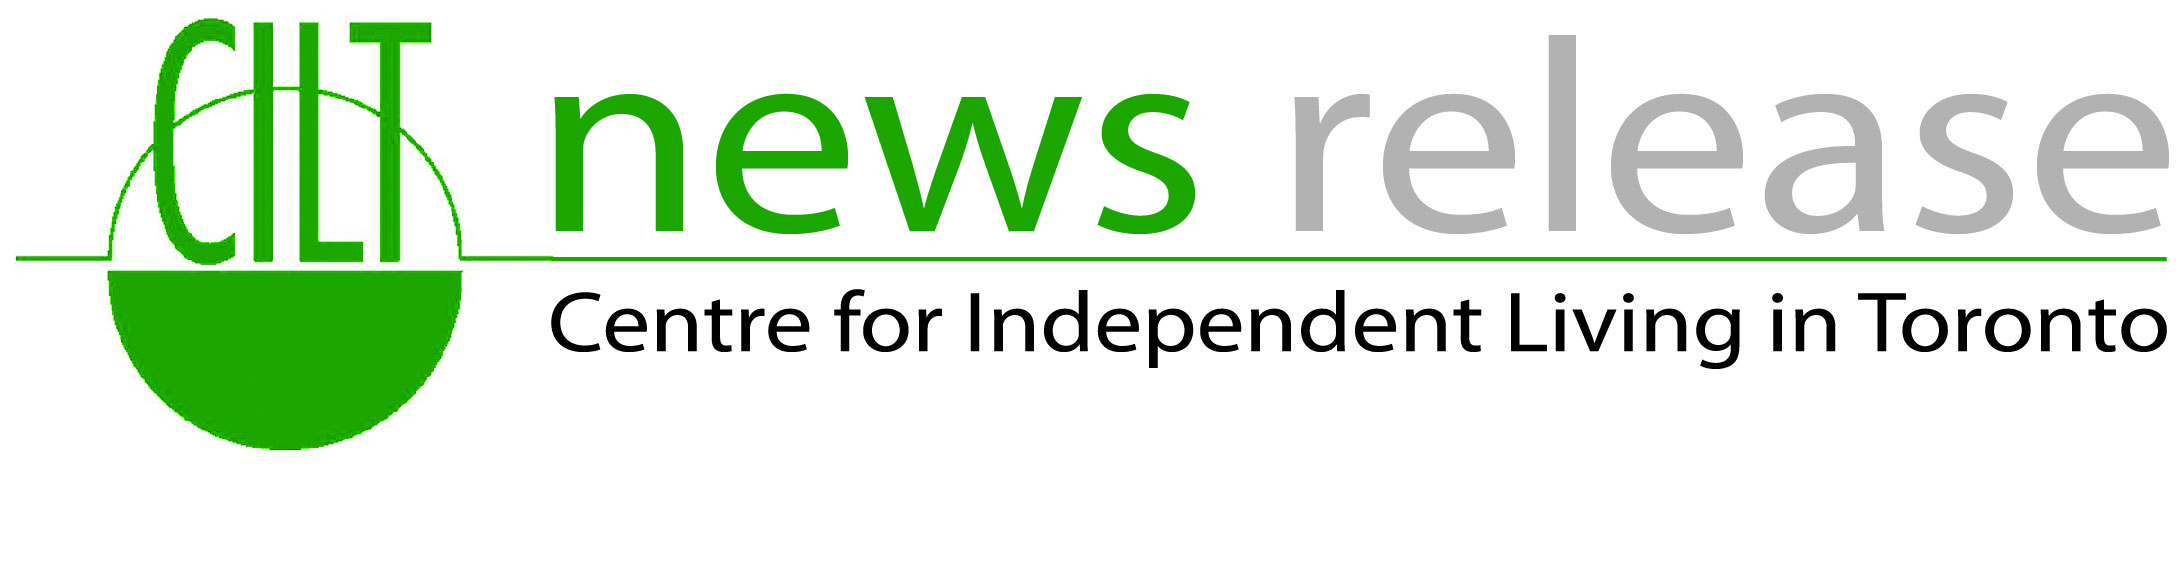 CILT
news release
Centre for Independent Living in Toronto